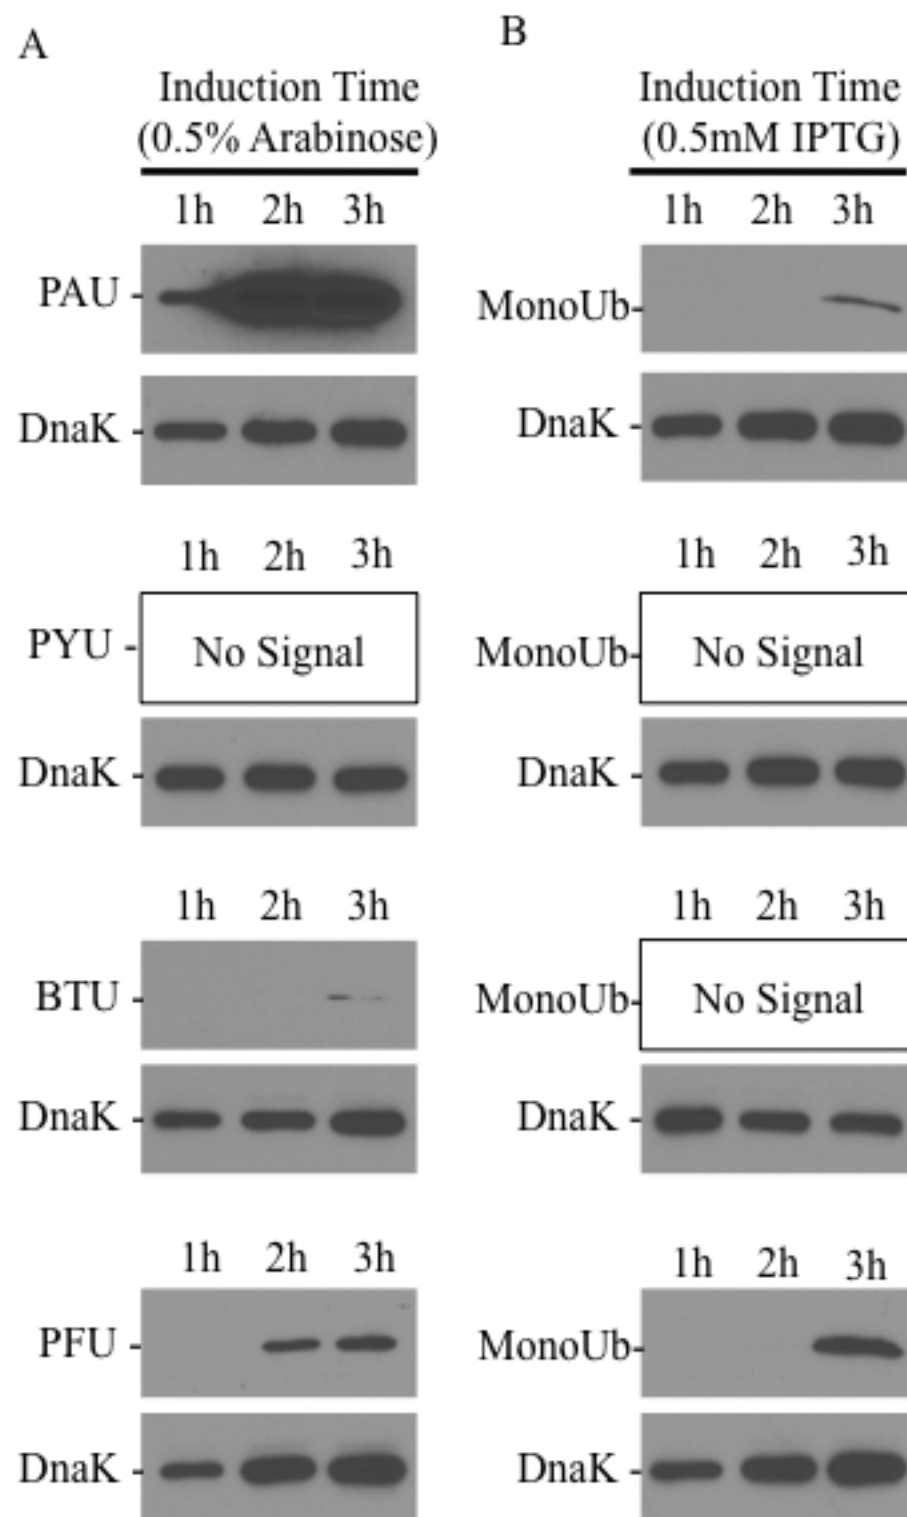 A
Induction Time
(0.5% Arabinose)
1h 2h 3h
PAU -
DnaK -
1h 2h 3h
PYU -
No Signal
DnaK -
1h 2h 3h
BTU -
DnaK -
1h 2h 3h
PFU -
DnaK -
B
Induction Time
(0.5mM IPTG)
1h 2h 3h
MonoUb-
DnaK -
1h 2h 3h
MonoUb-
No Signal
DnaK -
1h 2h 3h
MonoUb-
No Signal
DnaK -
1h 2h 3h
MonoUb-
DnaK -